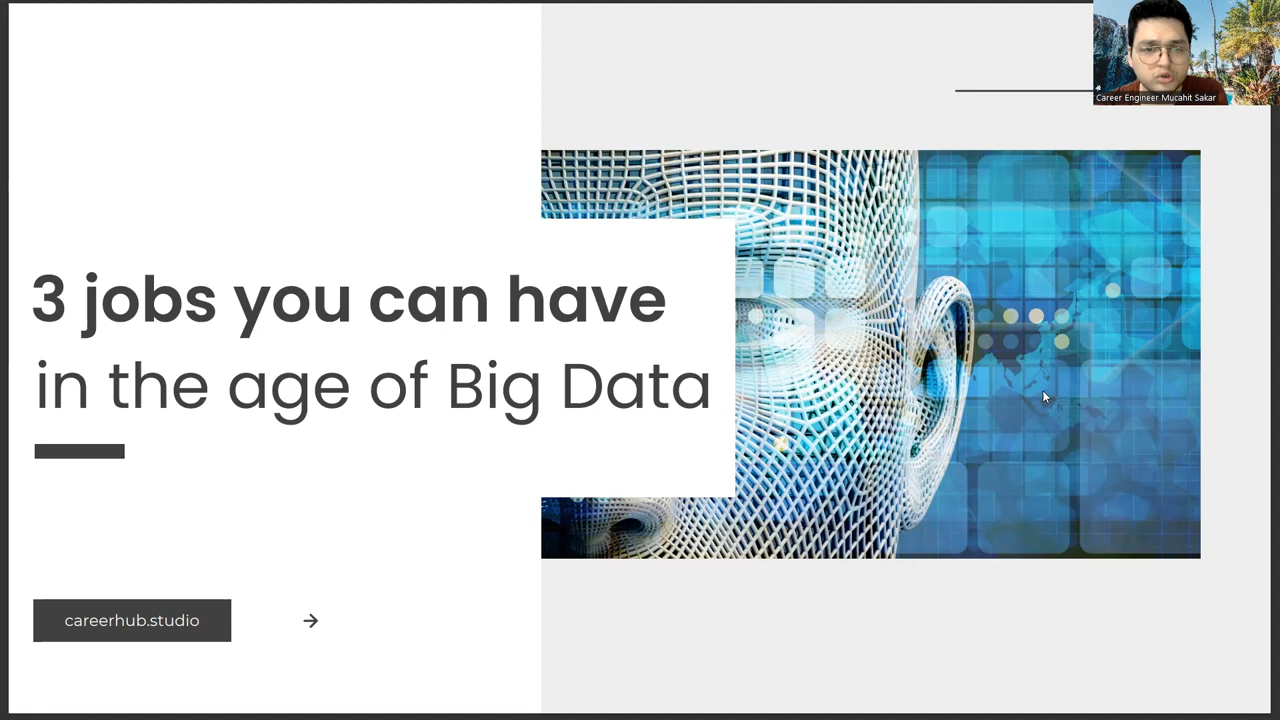 Career Engineer Mucahit Sakar
3 jobs you can have
in the age of Big Data
careerhub.studio